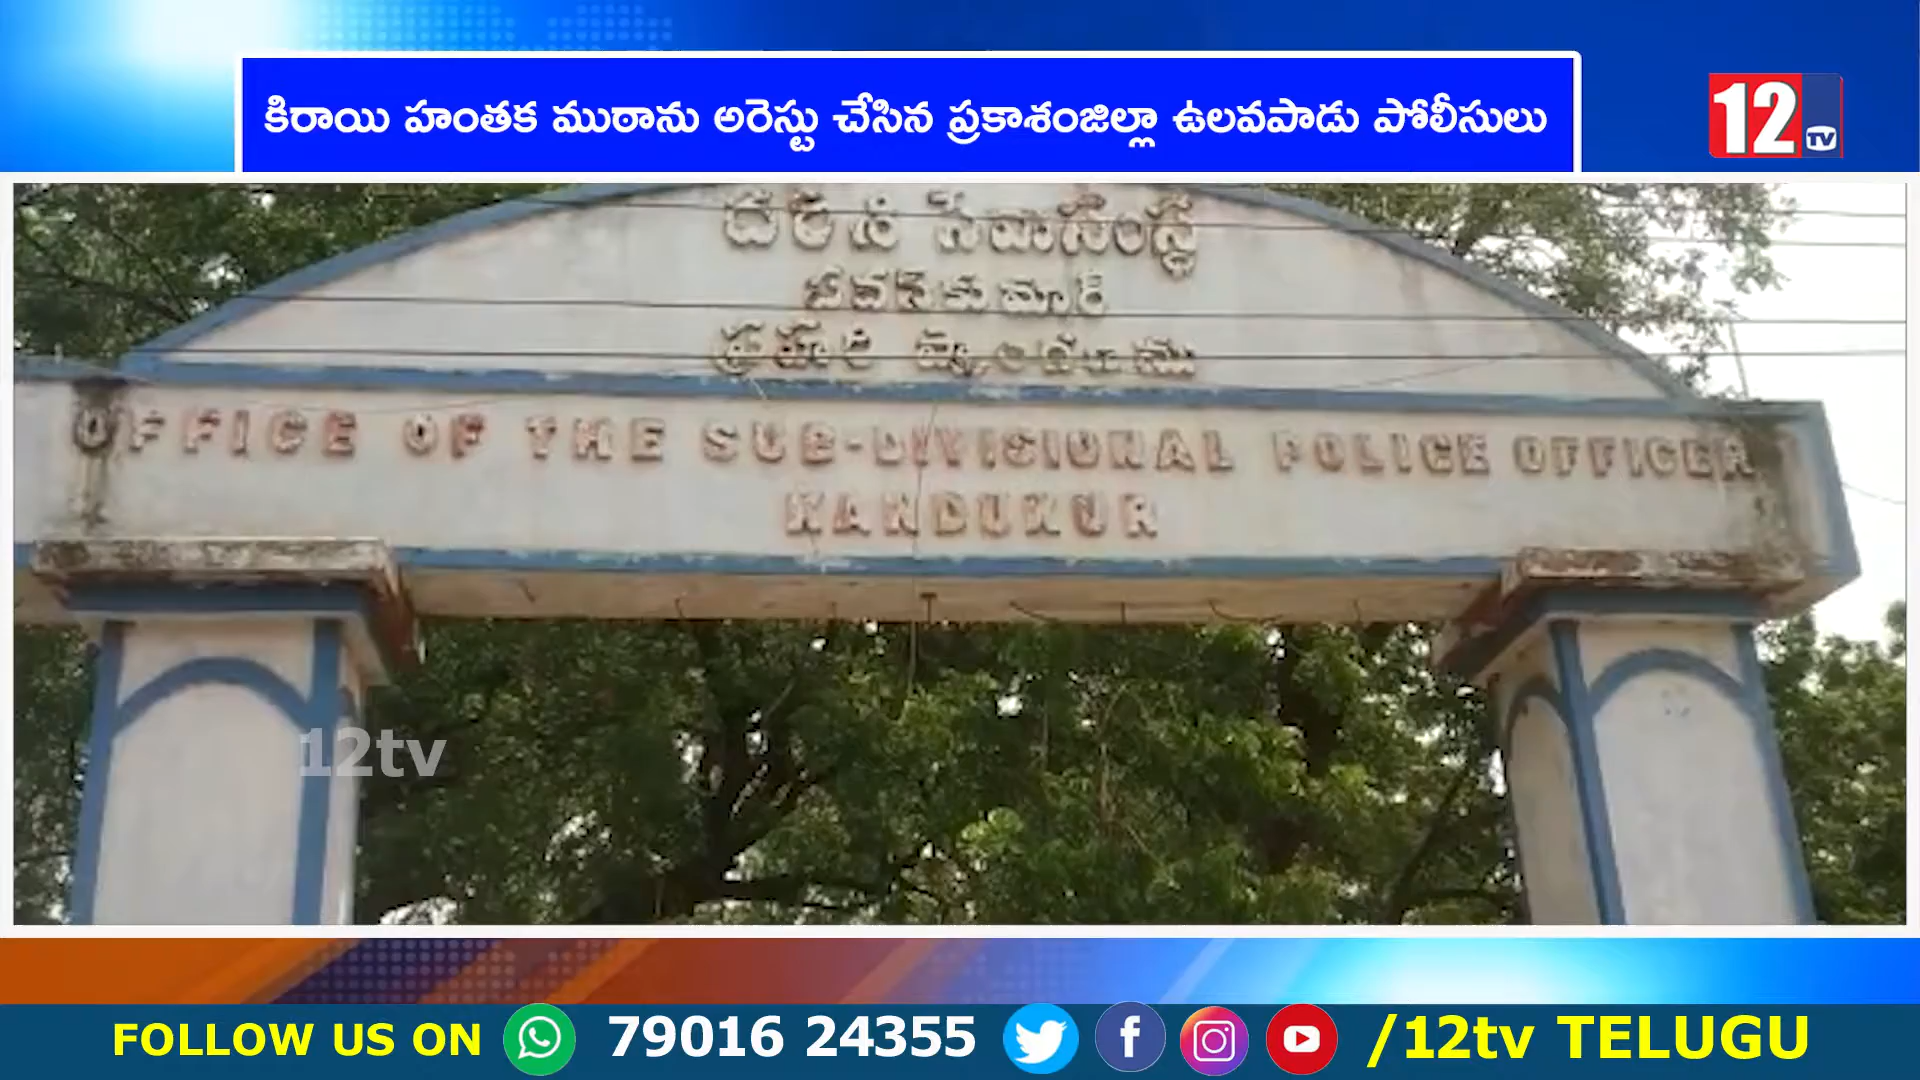 కిరాయి హంతక ముఠాను అరెస్టు చేసిన ప్రకాశంజిల్లా ఉలవపాడు పోలీసులు
12 TV
దర్శి సేవాసంస్థ
OFFICE OF THE SUB-DIVISIONAL POLICE OFFICER
KANDUKUR
12tv
FOLLOW US ON 79016 24355 /12tv TELUGU